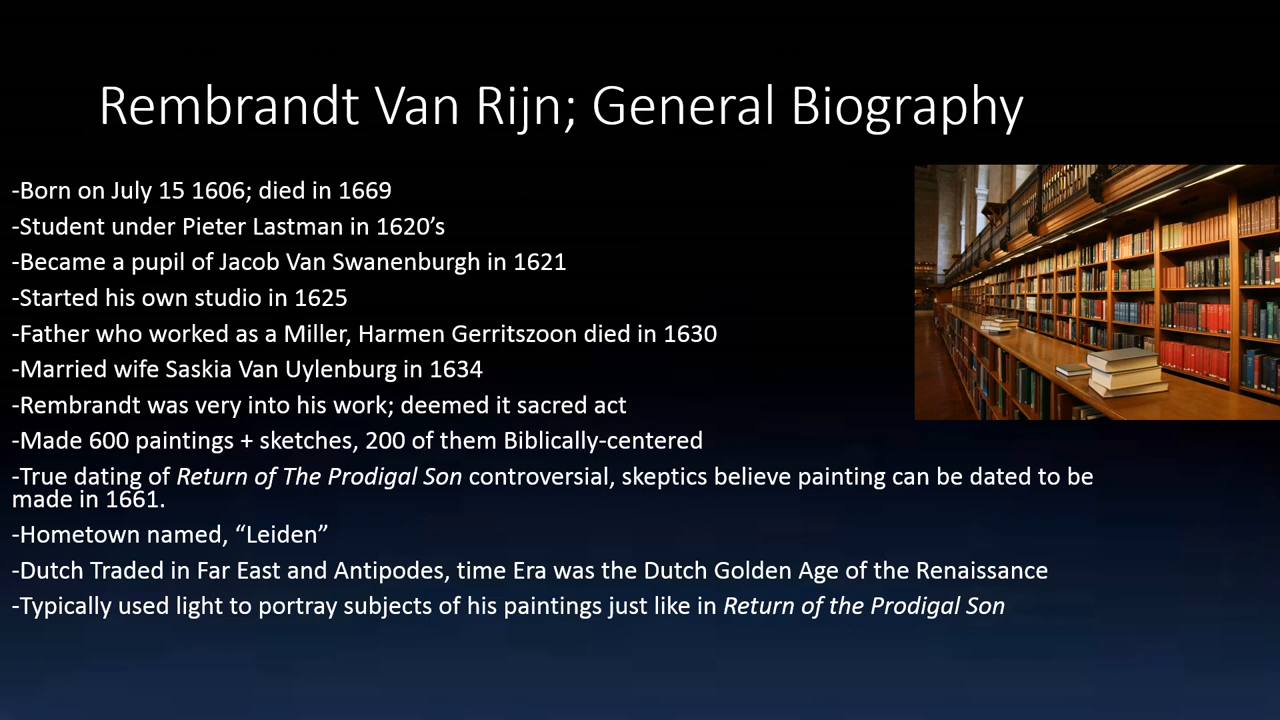 Rembrandt Van Rijn; General Biography
-Born on July 15 1606; died in 1669
-Student under Pieter Lastman in 1620’s
-Became a pupil of Jacob Van Swanenburgh in 1621
-Started his own studio in 1625
-Father who worked as a Miller, Harmen Gerritszoon died in 1630
-Married wife Saskia Van Uylenburg in 1634
-Rembrandt was very into his work; deemed it sacred act
-Made 600 paintings + sketches, 200 of them Biblically-centered
-True dating of Return of The Prodigal Son controversial, skeptics believe painting can be dated to be
made in 1661.
-Hometown named, “Leiden”
-Dutch Traded in Far East and Antipodes, time Era was the Dutch Golden Age of the Renaissance
-Typically used light to portray subjects of his paintings just like in Return of the Prodigal Son